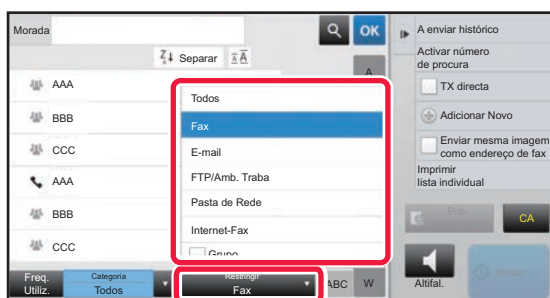 Morada
OK
Separar
A
AAA
BBB
CCC
AAA
BBB
CCC
Todos
Fax
E-mail
FTP/Amb. Traba
Pasta de Rede
Internet-Fax
Grupo
Freq.
Utiliz.
Categoria
Todos
Restringir
Fax
ABC
W
A enviar histórico
Activar número
de procura
TX directa
Adicionar Novo
Enviar mesma imagem
como endereço de fax
Imprimir
lista individual
CA
Altifal.